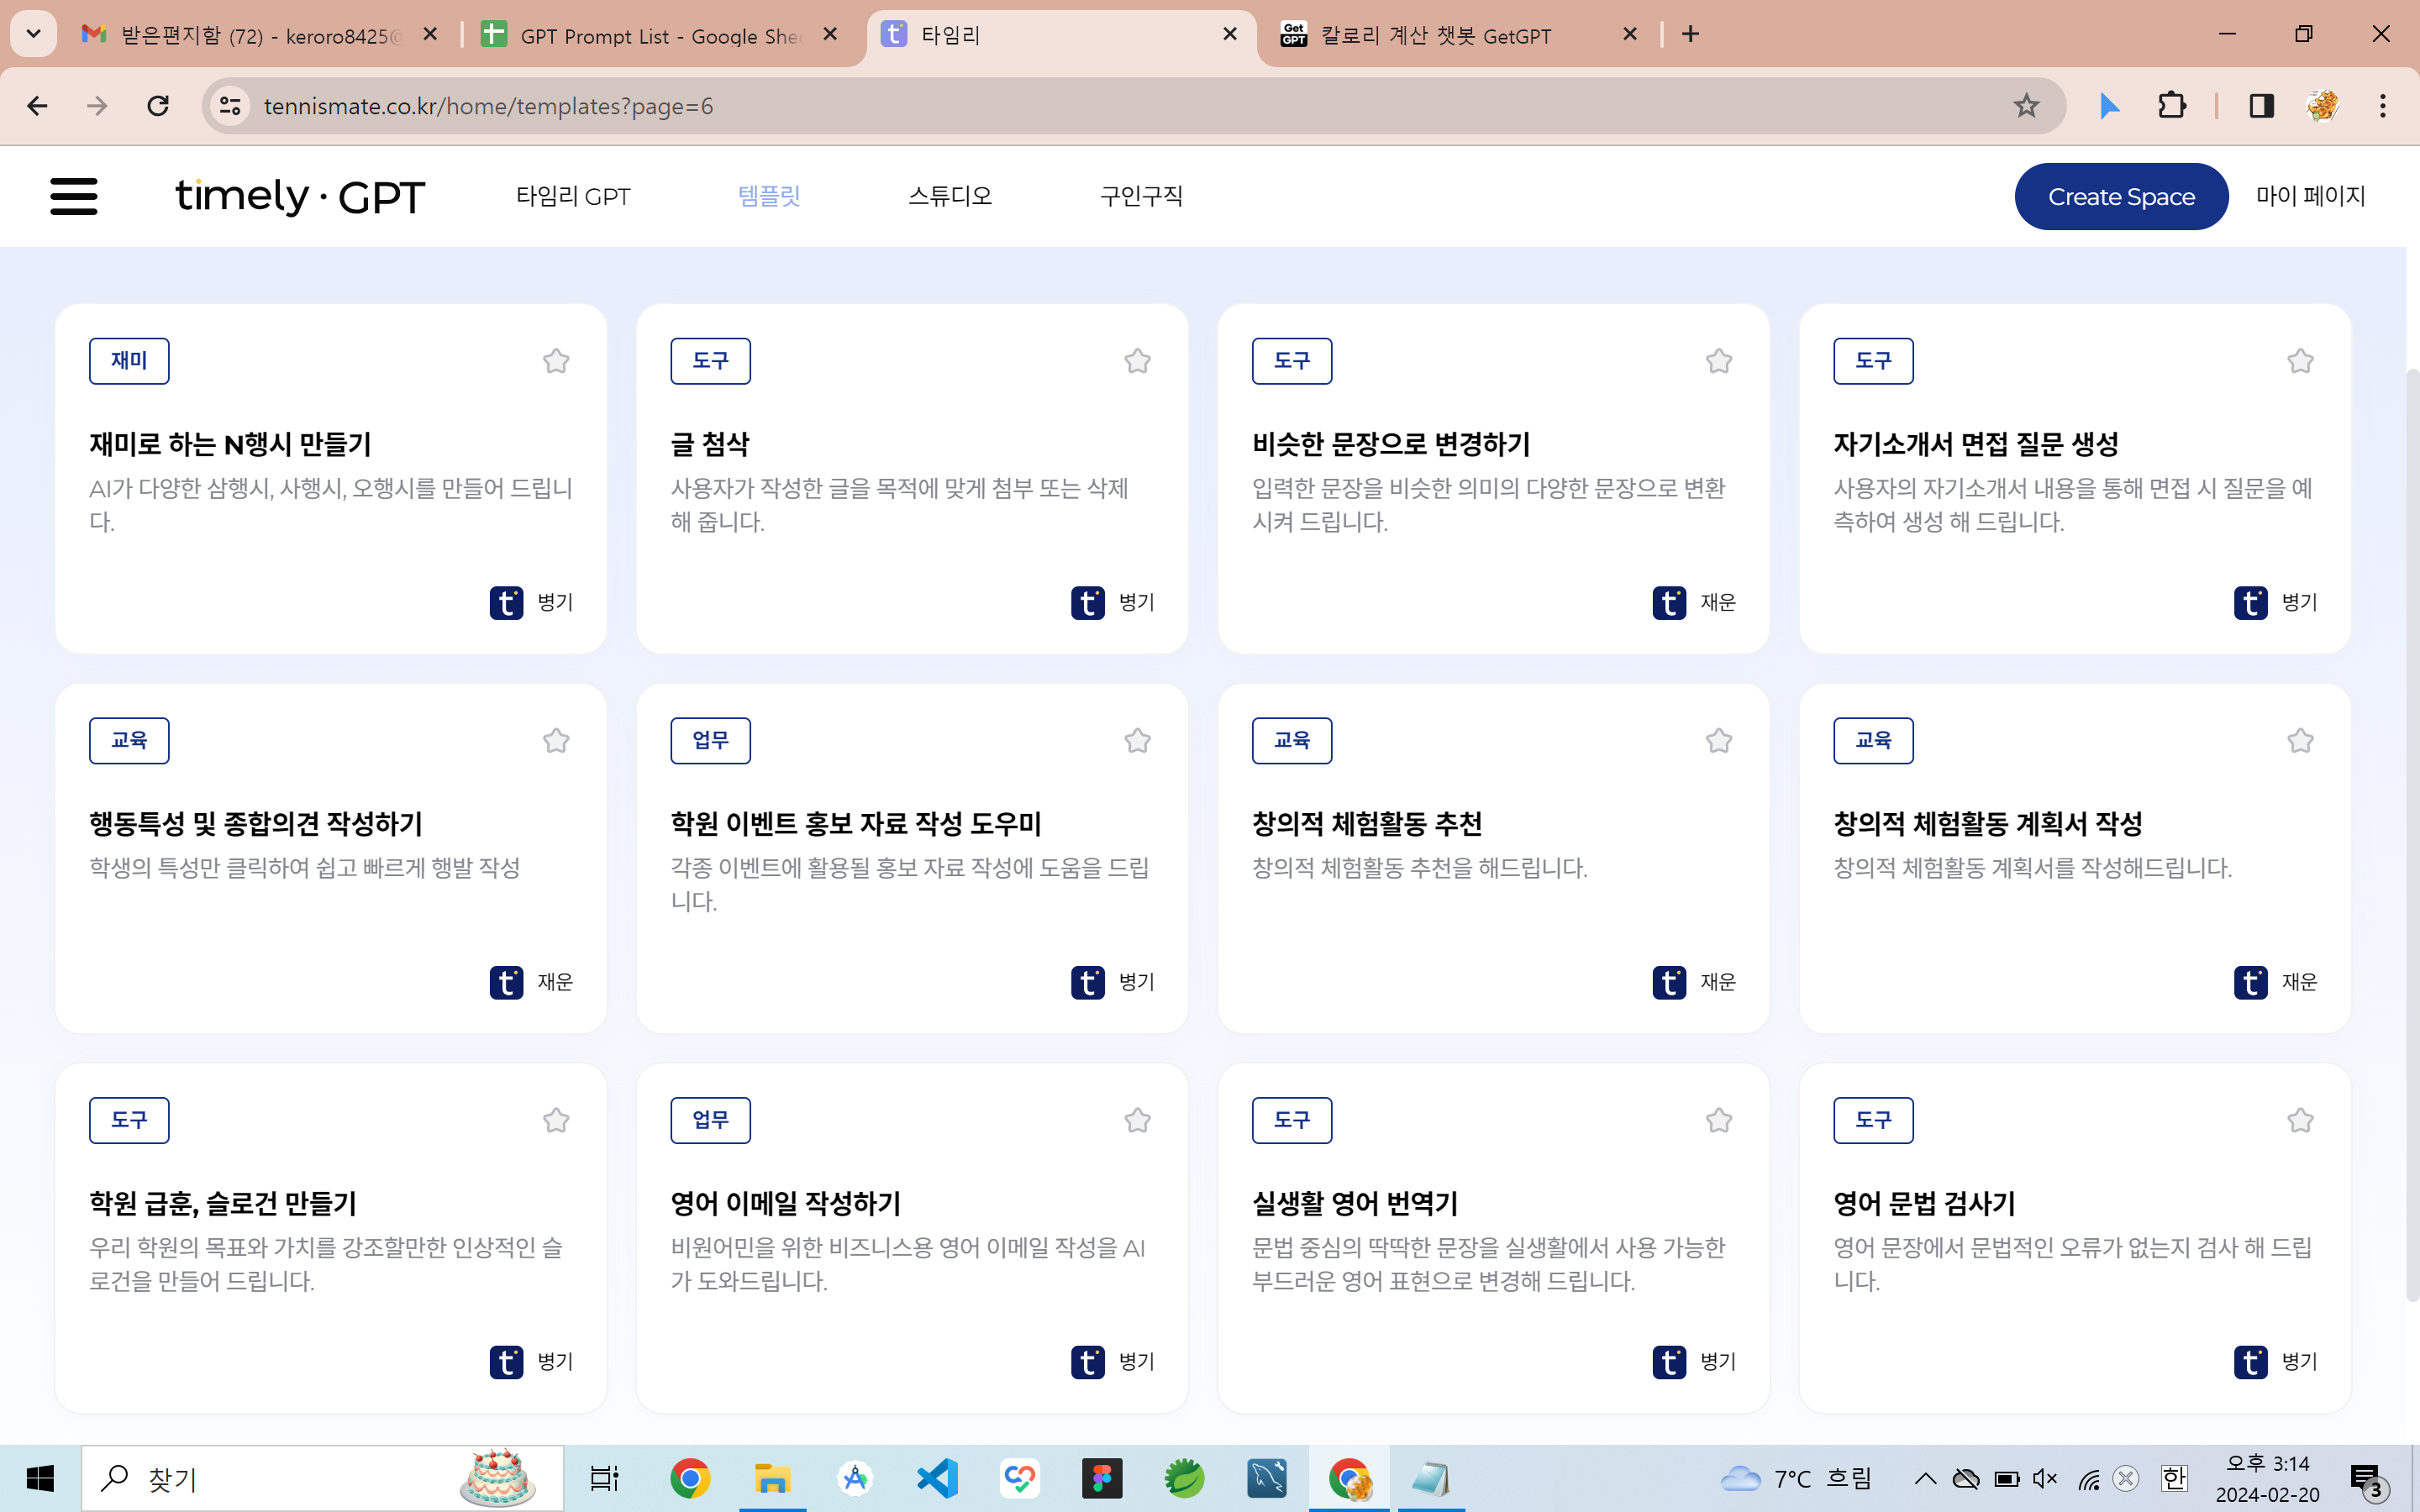 받은편지함 (72) - keroro8425@
GPT Prompt List - Google She
타임리
칼로리 계산 챗봇 GetGPT
tennismate.co.kr/home/templates?page=6
timely · GPT
타임리 GPT
템플릿
스튜디오
구인구직
Create Space
마이 페이지
재미
재미로 하는 N행시 만들기
AI가 다양한 삼행시, 사행시, 오행시를 만들어 드립니
다.
병기
도구
글 첨삭
사용자가 작성한 글을 목적에 맞게 첨부 또는 삭제
해 줍니다.
병기
도구
비슷한 문장으로 변경하기
입력한 문장을 비슷한 의미의 다양한 문장으로 변환
시켜 드립니다.
재운
도구
자기소개서 면접 질문 생성
사용자의 자기소개서 내용을 통해 면접 시 질문을 예
측하여 생성 해 드립니다.
병기
교육
행동특성 및 종합의견 작성하기
학생의 특성만 클릭하여 쉽고 빠르게 행발 작성
재운
업무
학원 이벤트 홍보 자료 작성 도우미
각종 이벤트에 활용될 홍보 자료 작성에 도움을 드립
니다.
병기
교육
창의적 체험활동 추천
창의적 체험활동 추천을 해드립니다.
재운
교육
창의적 체험활동 계획서 작성
창의적 체험활동 계획서를 작성해드립니다.
재운
도구
학원 급훈, 슬로건 만들기
우리 학원의 목표와 가치를 강조할만한 인상적인 슬
로건을 만들어 드립니다.
병기
업무
영어 이메일 작성하기
비원어민을 위한 비즈니스용 영어 이메일 작성을 AI
가 도와드립니다.
병기
도구
실생활 영어 번역기
문법 중심의 딱딱한 문장을 실생활에서 사용 가능한
부드러운 영어 표현으로 변경해 드립니다.
병기
도구
영어 문법 검사기
영어 문장에서 문법적인 오류가 없는지 검사 해 드립
니다.
병기
찾기
7°C 흐림
한
오후 3:14
2024-02-20
3